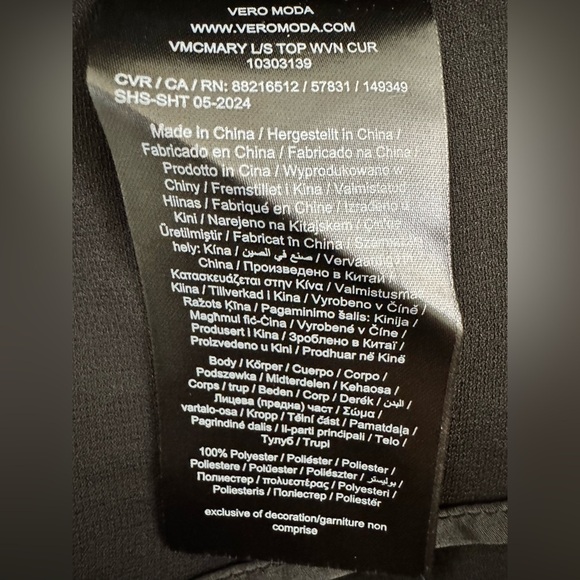 VERO MODA
WWW.VEROMODA.COM
VMCMARY L/S TOP WVN CUR
10303139
CVR / CA / RN: 88216512 / 57831 / 149349
SHS-SHT 05-2024
Made in China / Hergestellt in China /
Fabricado en China / Fabricado na China
Prodotto in Cina / Wyprodukowano w
Chiny / Fremstillet i Kina / Valmistettu
Hiinas / Fabriqué en Chine / Izrađeno u
Kini / Narejeno na Kitajskem /
Üretilmiştir / Fabricat în China /
hely: Kína / صنع في الصين /
China / Произведено в Китай /
Κατασκευάζεται στην Κίνα / Valmistusmaa
Kiina / Tillverkad i Kina / Vyrobeno v Číně /
Ražots Ķīna / Pagaminimo šalis: Kinija /
Magħmul fiċ-Ċina / Vyrobené v Číne /
Produsert i Kina / Зроблено в Китаї /
Proizvedeno u Kini / Prodhuar në Kinë
Body / Körper / Cuerpo / Corpo /
Podszewka / Midterdelen / Kehaosa /
Corps / trup / Beden / Corp / Derék / البدن /
Лицева (предна) част / Σώμα /
vartalo-osa / Kropp / Tělní část / Pamatdaļa /
Pagrindinė dalis / Il-parti prinċipali / Telo /
Тулуб / Trupi
100% Polyester / Poliéster / Poliester /
Poliestere / Polüester / Poliészter / بوليستر /
Полиестер / πολυεστέρας / Polyesteri /
Poliesteris / Поліестер / Poliestër
exclusive of decoration/garniture non
comprise